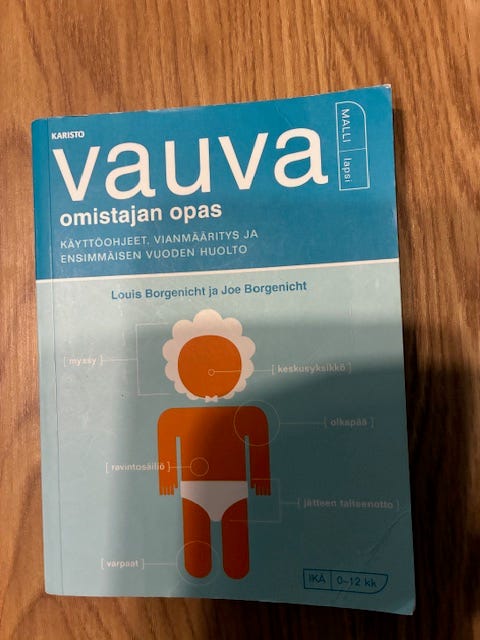 KARISTO
vauva
MALLI lapsi
omistajan opas
KÄYTTÖOHJEET, VIANMÄÄRITYS JA
ENSIMMÄISEN VUODEN HUOLTO
Louis Borgenicht ja Joe Borgenicht
[ myssy ]
[ keskusyksikkö ]
[ olkapää ]
[ ravintosäiliö ]
[ jätteen talteenotto ]
[ varpaat ]
IKÄ 0–12 kk